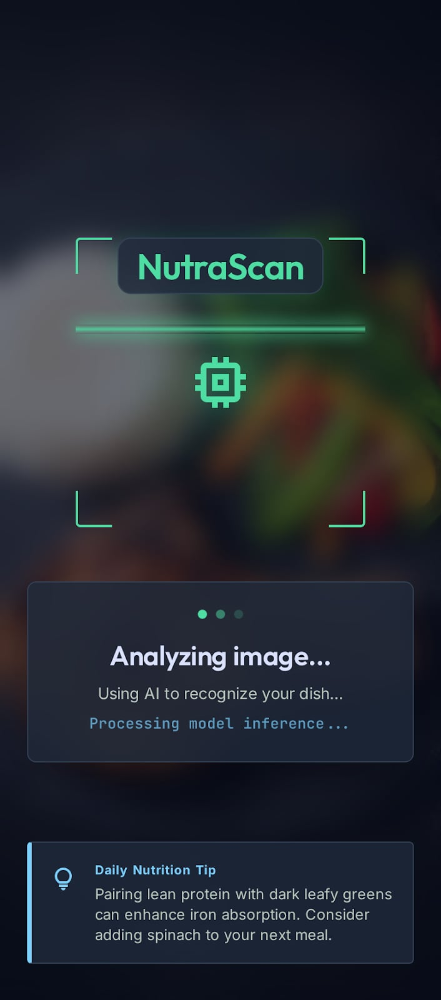 NutraScan
Analyzing image...
Using AI to recognize your dish...
Processing model inference...
Daily Nutrition Tip
Pairing lean protein with dark leafy greens
can enhance iron absorption. Consider
adding spinach to your next meal.